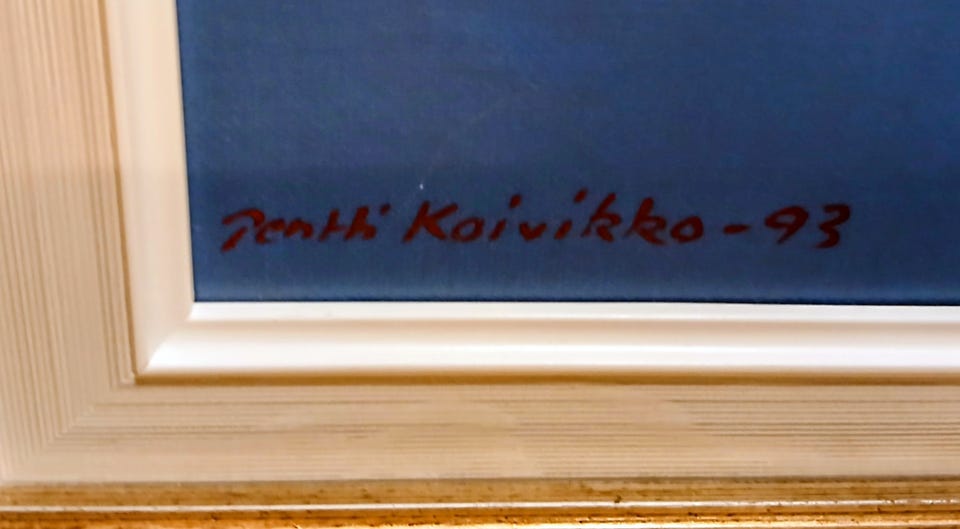 Pentti Koivikko - 93